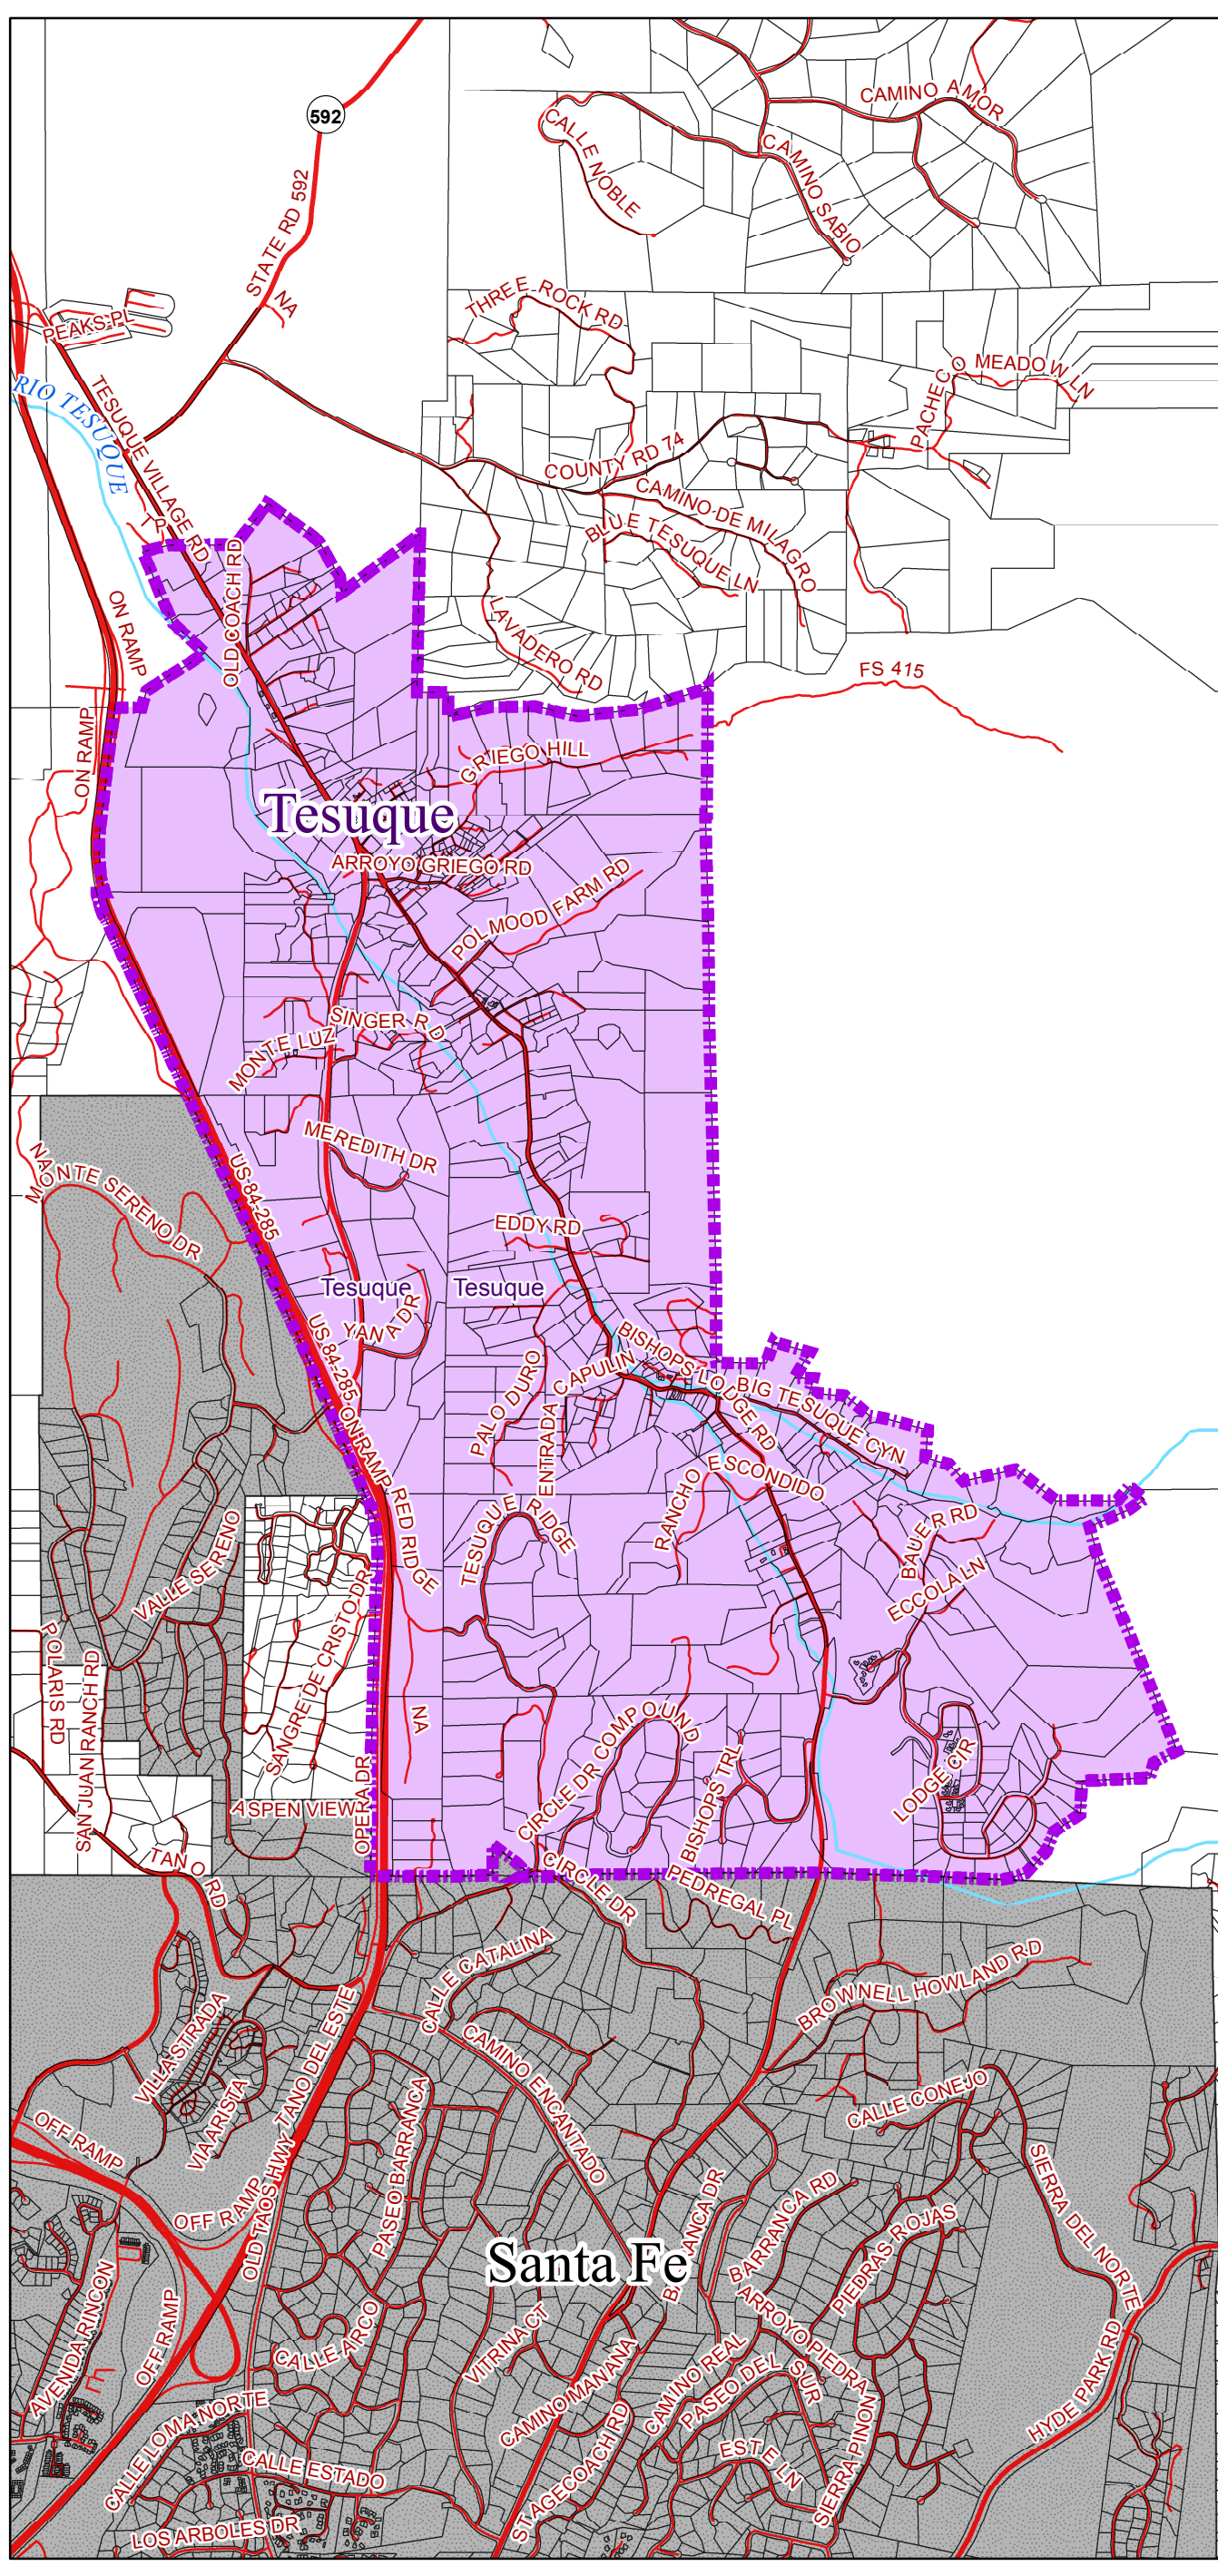 CAMINO AMOR
592
CALLE NOBLE
CAMINO SABIO
STATE RD 592
NA
THREE ROCK RD
PEAKS PL
PACHECO MEADOW LN
RIO TESUQUE
TESUQUE VILLAGE RD
COUNTY RD 74
CAMINO DE MILAGRO
BLUE TESUQUE LN
OLD COACH RD
ON RAMP
LAVADERO RD
FS 415
ON RAMP
GRIEGO HILL
Tesuque
ARROYO GRIEGO RD
POLMOOD FARM RD
SINGER RD
MONTE LUZ
MEREDITH DR
NA
MONTE SERENO DR
US 84-285
EDDY RD
Tesuque
Tesuque
YANA DR
US 84-285
BISHOPS LODGE RD
ENTRADA CAPULIN
PALO DURO
BIG TESUQUE CYN
ON RAMP
RED RIDGE
RANCHO ESCONDIDO
TESUQUE RIDGE
BAUER RD
ECCOLA LN
VALLE SERENO
SANGRE DE CRISTO DR
POLARIS RD
SAN JUAN RANCH RD
NA
CIRCLE DR COMPOUND
BISHOPS TRL
LODGE CIR
OPERA DR
ASPEN VIEW
TANO RD
CIRCLE DR
PEDREGAL PL
CALLE CATALINA
BROWNELL HOWLAND RD
VILLA STRADA
TANO DEL ESTE
CAMINO ENCANTADO
VIA ARISTA
PASEO BARRANCA
CALLE CONEJO
OFF RAMP
OFF RAMP
OLD TAOS HWY
SIERRA DEL NORTE
BARRANCA DR
BARRANCA RD
PIEDRAS ROJAS
Santa Fe
AVENIDA RINCON
OFF RAMP
CALLE ARCO
VITRINA CT
ARROYO PIEDRA
CAMINO MANANA
CAMINO REAL
PASEO DEL SUR
HYDE PARK RD
CALLE LOMA NORTE
CALLE ESTADO
STAGECOACH RD
ESTE LN
SIERRA PINON
LOS ARBOLES DR